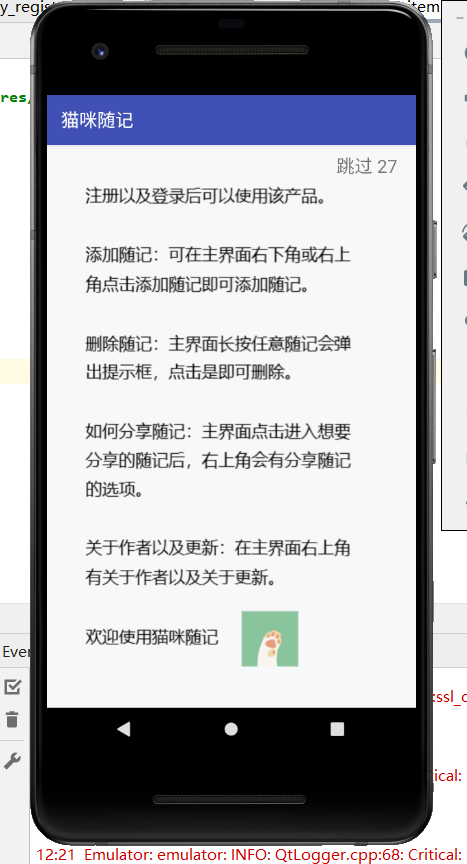 y_regist
item
res/
猫咪随记
跳过 27
注册以及登录后可以使用该产品。
添加随记：可在主界面右下角或右上
角点击添加随记即可添加随记。
删除随记：主界面长按任意随记会弹
出提示框，点击是即可删除。
如何分享随记：主界面点击进入想要
分享的随记后，右上角会有分享随记
的选项。
关于作者以及更新：在主界面右上角
有关于作者以及关于更新。
欢迎使用猫咪随记
Even
:ssl_c
tical:
12:21 Emulator: emulator: INFO: QtLogger.cpp:68: Critical: